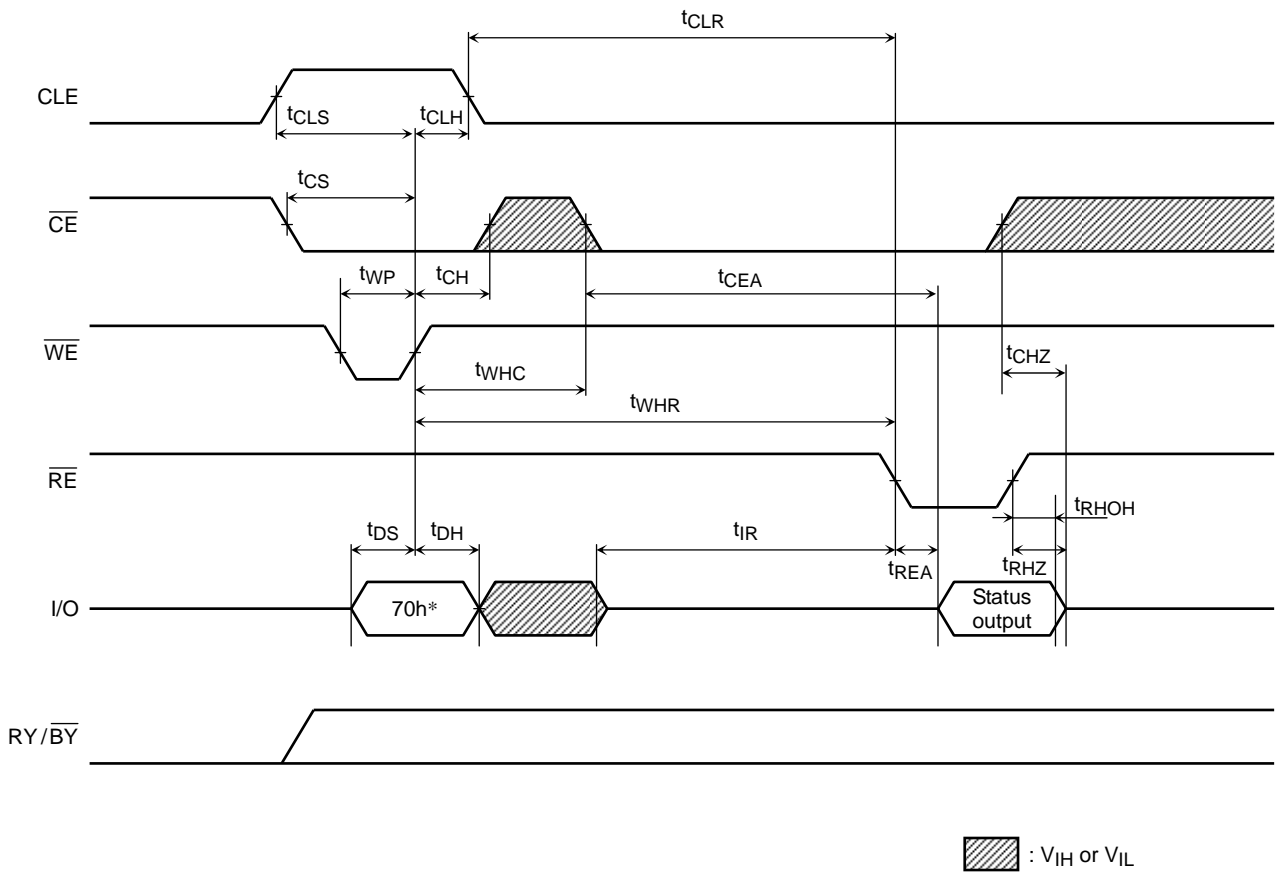 tCLR
CLE
tCLS
tCLH
tCS
CE
tWP
tCH
tCEA
WE
tCHZ
tWHC
tWHR
RE
tDS
tDH
tIR
tRHOH
tREA
tRHZ
I/O
70h*
Status
output
RY/BY
: VIH or VIL